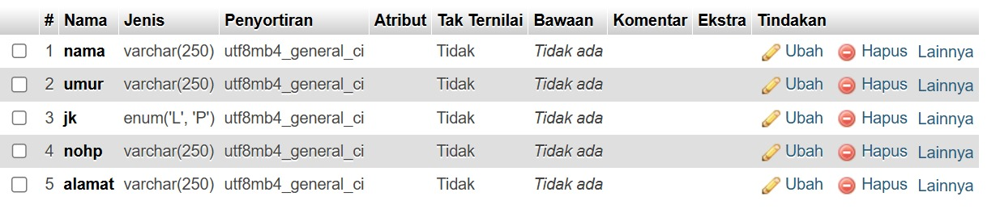 # Nama Jenis Penyortiran Atribut Tak Ternilai Bawaan Komentar Ekstra Tindakan
1 nama varchar(250) utf8mb4_general_ci Tidak Tidak ada Ubah Hapus Lainnya
2 umur varchar(250) utf8mb4_general_ci Tidak Tidak ada Ubah Hapus Lainnya
3 jk enum('L', 'P') utf8mb4_general_ci Tidak Tidak ada Ubah Hapus Lainnya
4 nohp varchar(250) utf8mb4_general_ci Tidak Tidak ada Ubah Hapus Lainnya
5 alamat varchar(250) utf8mb4_general_ci Tidak Tidak ada Ubah Hapus Lainnya